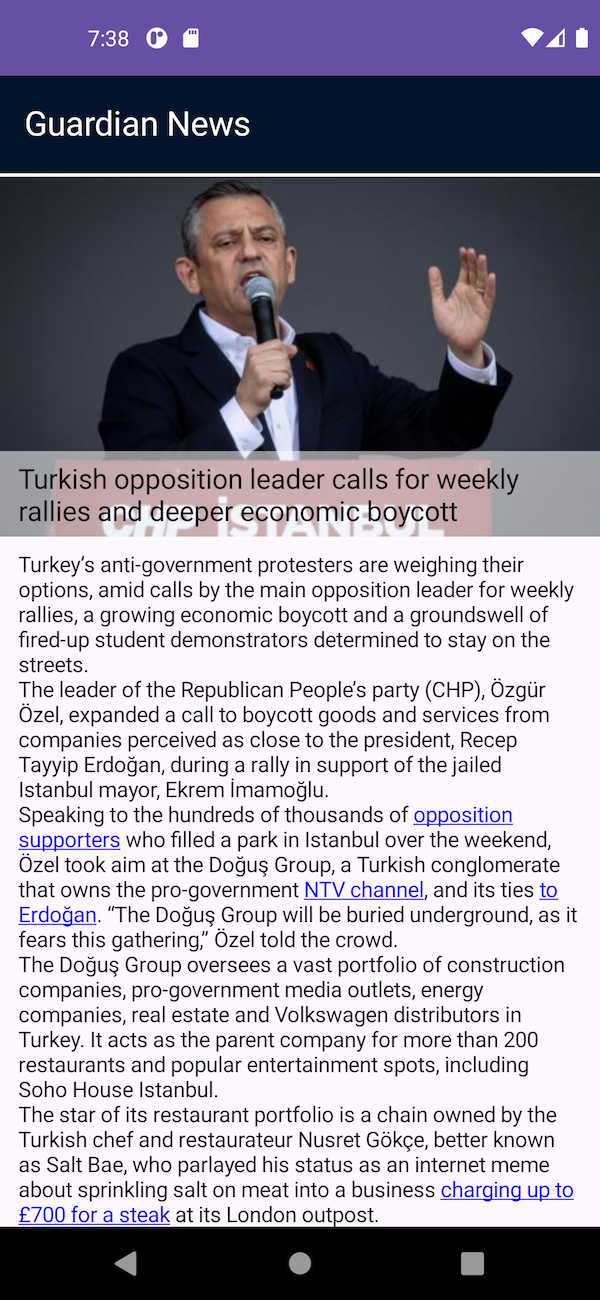 7:38
Guardian News
Turkish opposition leader calls for weekly
rallies and deeper economic boycott
CHP İSTANBUL
Turkey’s anti-government protesters are weighing their
options, amid calls by the main opposition leader for weekly
rallies, a growing economic boycott and a groundswell of
fired-up student demonstrators determined to stay on the
streets.
The leader of the Republican People’s party (CHP), Özgür
Özel, expanded a call to boycott goods and services from
companies perceived as close to the president, Recep
Tayyip Erdoğan, during a rally in support of the jailed
Istanbul mayor, Ekrem İmamoğlu.
Speaking to the hundreds of thousands of opposition
supporters who filled a park in Istanbul over the weekend,
Özel took aim at the Doğuş Group, a Turkish conglomerate
that owns the pro-government NTV channel, and its ties to
Erdoğan. “The Doğuş Group will be buried underground, as it
fears this gathering,” Özel told the crowd.
The Doğuş Group oversees a vast portfolio of construction
companies, pro-government media outlets, energy
companies, real estate and Volkswagen distributors in
Turkey. It acts as the parent company for more than 200
restaurants and popular entertainment spots, including
Soho House Istanbul.
The star of its restaurant portfolio is a chain owned by the
Turkish chef and restaurateur Nusret Gökçe, better known
as Salt Bae, who parlayed his status as an internet meme
about sprinkling salt on meat into a business charging up to
£700 for a steak at its London outpost.